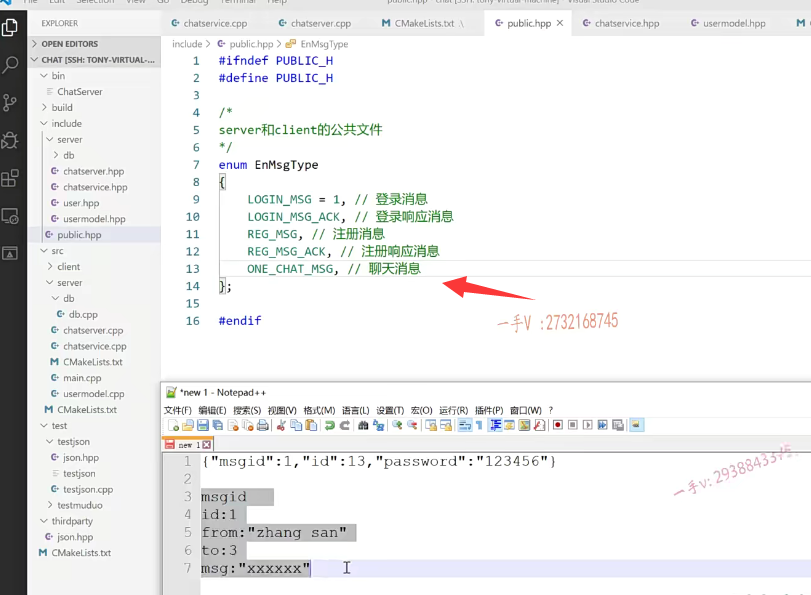 File Edit Selection View Go Debug Terminal Help
public.hpp - chat [SSH: tony-virtual-machine] - Visual Studio Code
EXPLORER
chatservice.cpp
chatserver.cpp
CMakeLists.txt
public.hpp
chatservice.hpp
usermodel.hpp
OPEN EDITORS
CHAT [SSH: TONY-VIRTUAL-...
bin
ChatServer
build
include
server
db
chatserver.hpp
chatservice.hpp
user.hpp
usermodel.hpp
public.hpp
src
client
server
db
db.cpp
chatserver.cpp
chatservice.cpp
CMakeLists.txt
main.cpp
usermodel.cpp
CMakeLists.txt
test
testjson
json.hpp
testjson
testjson.cpp
testmuduo
thirdparty
json.hpp
CMakeLists.txt
include > public.hpp > EnMsgType
1 #ifndef PUBLIC_H
2 #define PUBLIC_H
3
4 /*
5 server和client的公共文件
6 */
7 enum EnMsgType
8 {
9 LOGIN_MSG = 1, // 登录消息
10 LOGIN_MSG_ACK, // 登录响应消息
11 REG_MSG, // 注册消息
12 REG_MSG_ACK, // 注册响应消息
13 ONE_CHAT_MSG, // 聊天消息
14 };
15
16 #endif
一手V :2732168745
*new 1 - Notepad++
文件(F) 编辑(E) 搜索(S) 视图(V) 格式(M) 语言(L) 设置(T) 宏(O) 运行(R) 插件(P) 窗口(W) ?
new 1
1 {"msgid":1,"id":13,"password":"123456"}
2
3 msgid
4 id:1
5 from:"zhang san"
6 to:3
7 msg:"xxxxxx"